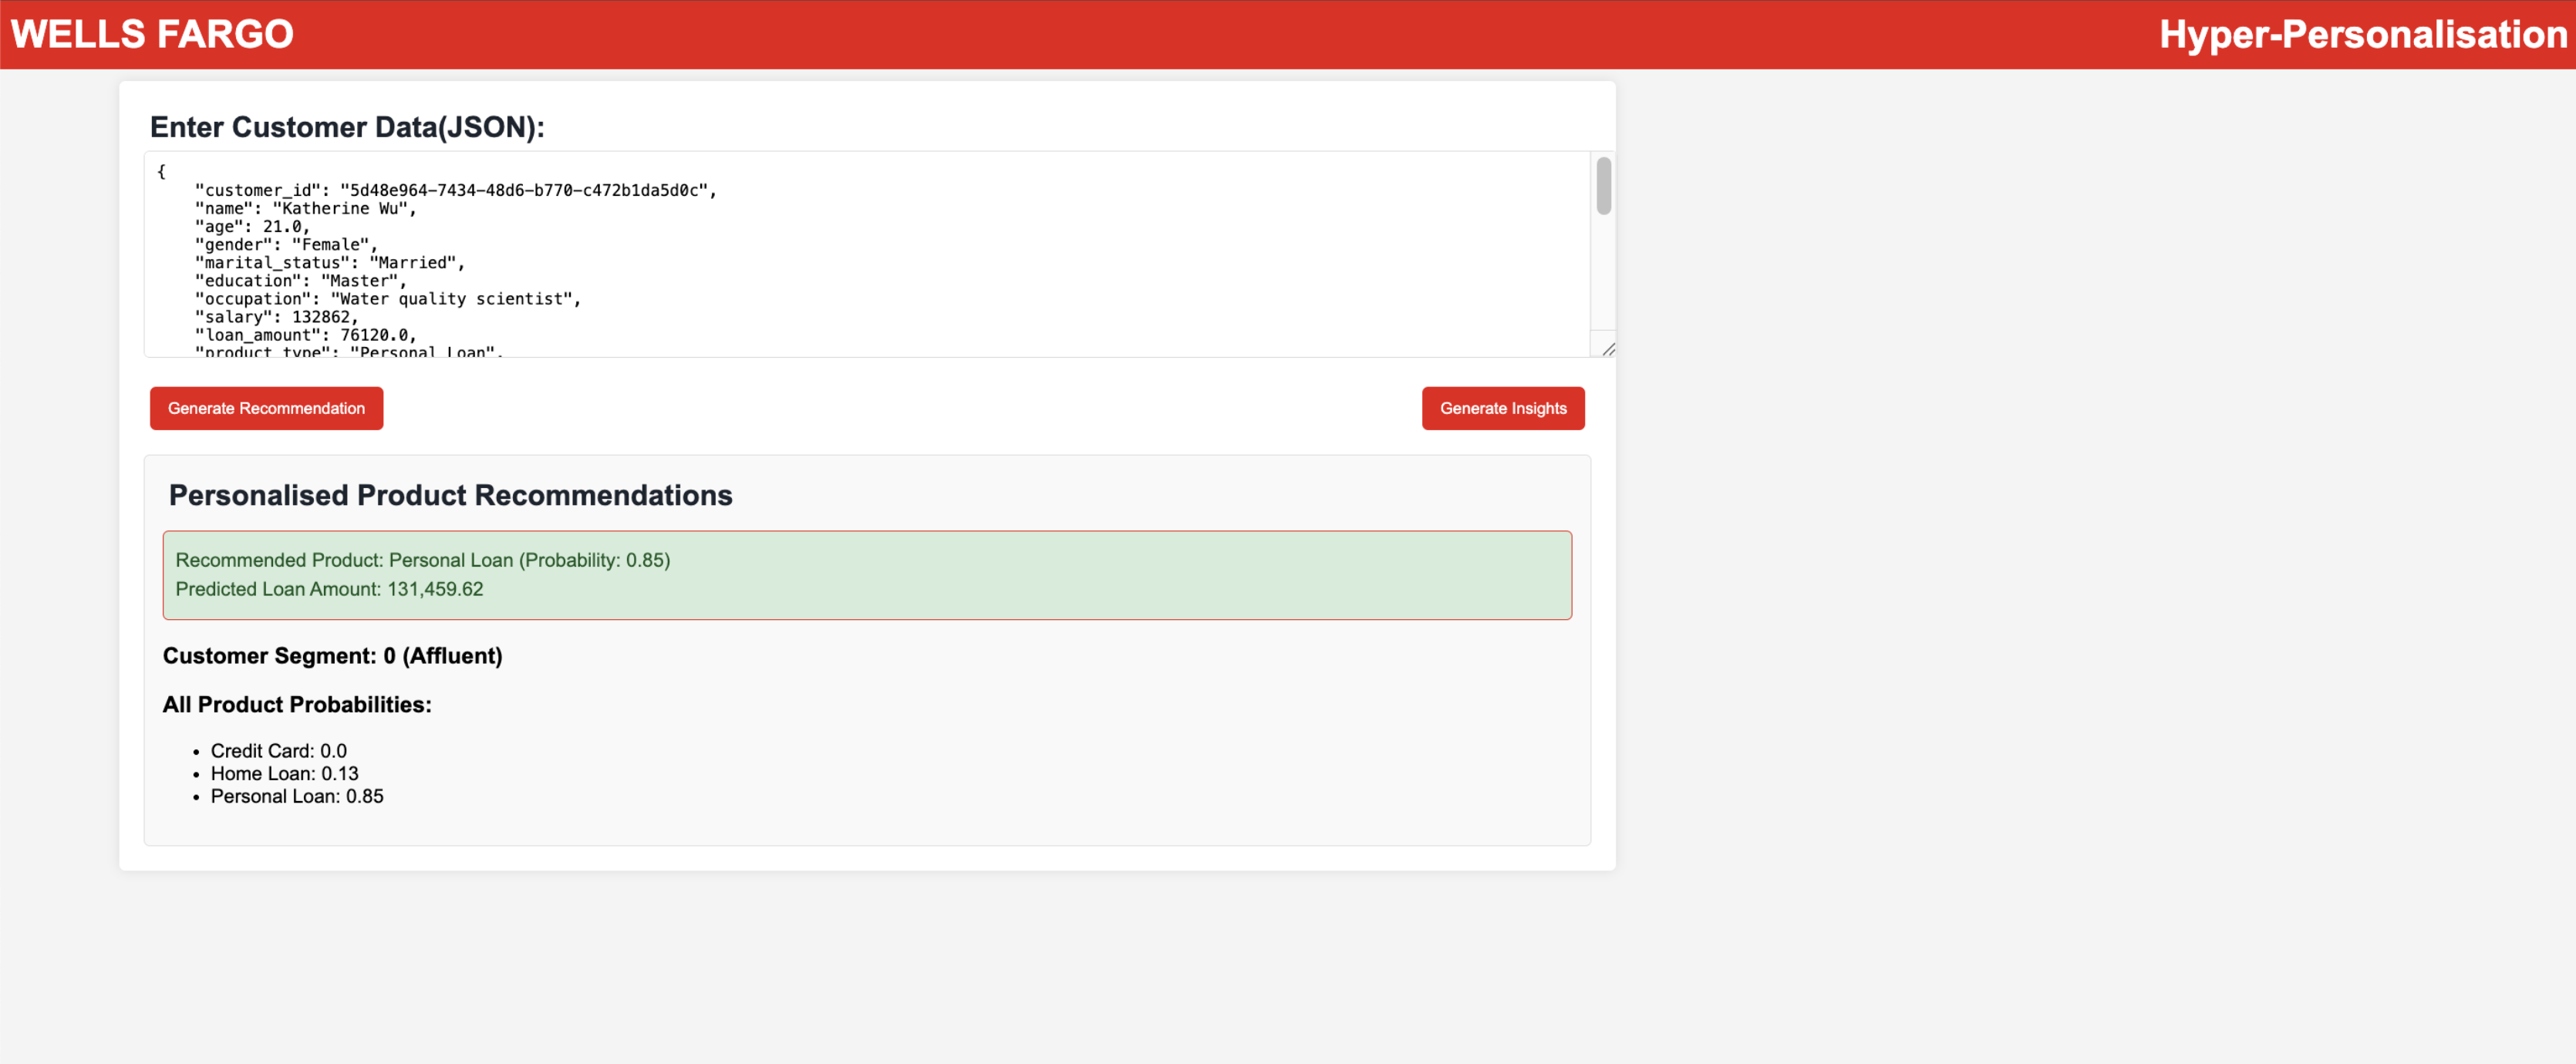 WELLS FARGO
Hyper-Personalisation
Enter Customer Data(JSON):
{
"customer_id": "5d48e964-7434-48d6-b770-c472b1da5d0c",
"name": "Katherine Wu",
"age": 21.0,
"gender": "Female",
"marital_status": "Married",
"education": "Master",
"occupation": "Water quality scientist",
"salary": 132862,
"loan_amount": 76120.0,
"product_type": "Personal Loan",
Generate Recommendation
Generate Insights
Personalised Product Recommendations
Recommended Product: Personal Loan (Probability: 0.85)
Predicted Loan Amount: 131,459.62
Customer Segment: 0 (Affluent)
All Product Probabilities:
• Credit Card: 0.0
• Home Loan: 0.13
• Personal Loan: 0.85